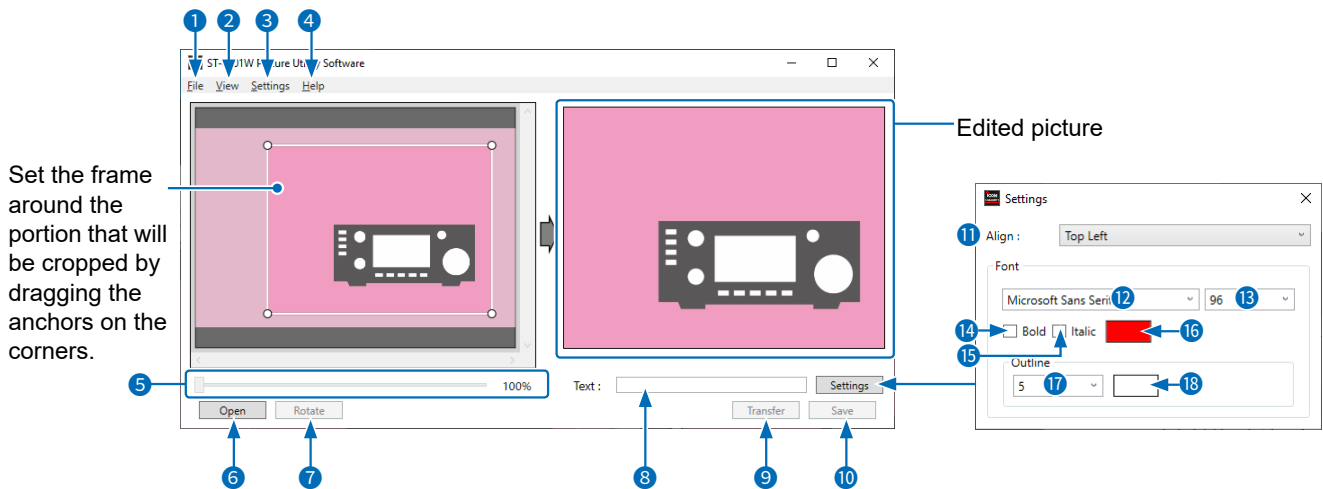 1 2 3 4
ST- 01W Picture Utility Software
File View Settings Help
Edited picture
Set the frame
around the
portion that will
be cropped by
dragging the
anchors on the
corners.
Settings
11 Align : Top Left
Font
Microsoft Sans Serif 12 96 13
14 Bold Italic 16
15
Outline
5 17 18
5 100% Text : Settings
Open Rotate Transfer Save
6 7 8 9 10